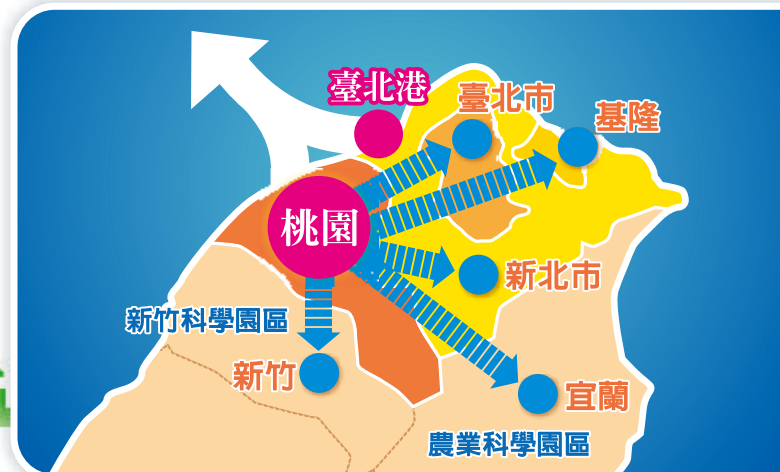 臺北港
臺北市
基隆
桃園
新北市
新竹科學園區
新竹
宜蘭
農業科學園區